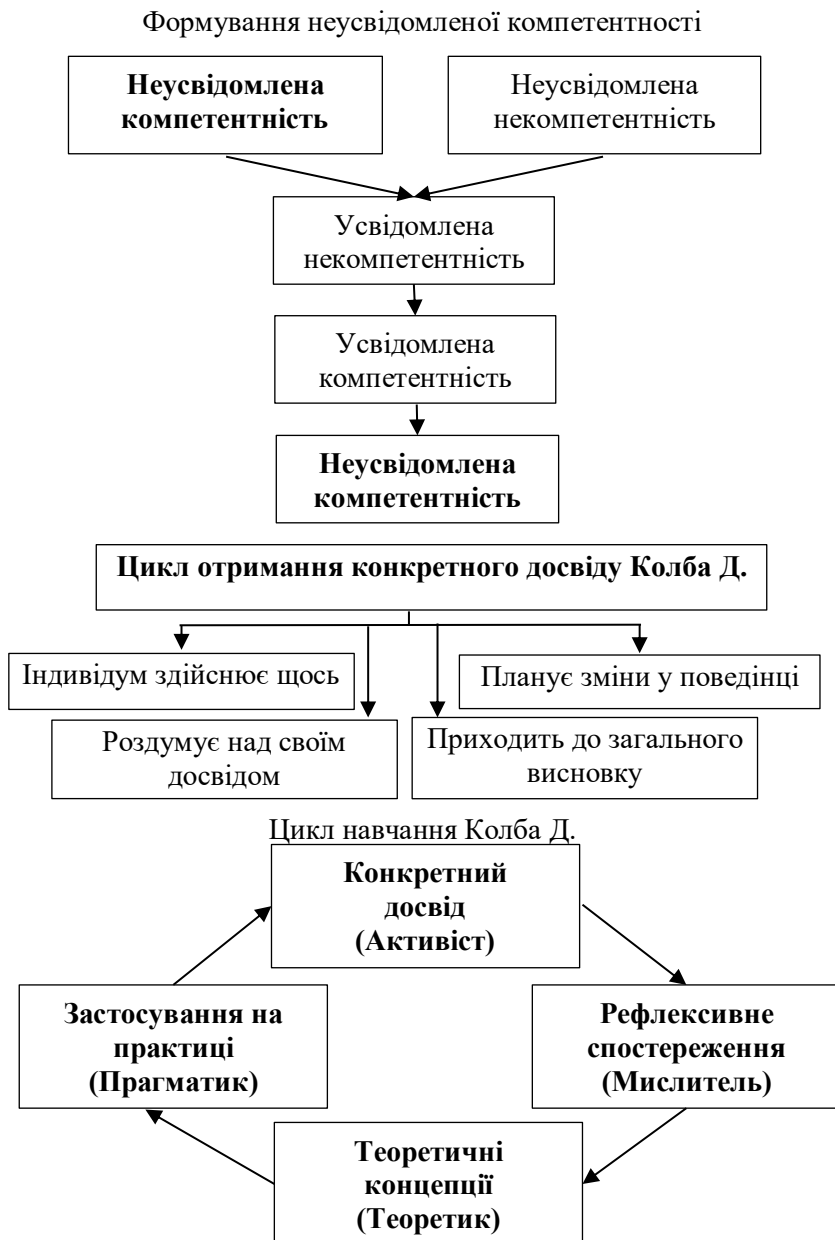 Формування неусвідомленої компетентності
Неусвідомлена
компетентність
Неусвідомлена
некомпетентність
Усвідомлена
некомпетентність
Усвідомлена
компетентність
Неусвідомлена
компетентність
Цикл отримання конкретного досвіду Колба Д.
Індивідум здійснює щось
Планує зміни у поведінці
Роздумує над своїм
досвідом
Приходить до загального
висновку
Цикл навчання Колба Д.
Конкретний
досвід
(Активіст)
Застосування на
практиці
(Прагматик)
Рефлексивне
спостереження
(Мислитель)
Теоретичні
концепції
(Теоретик)